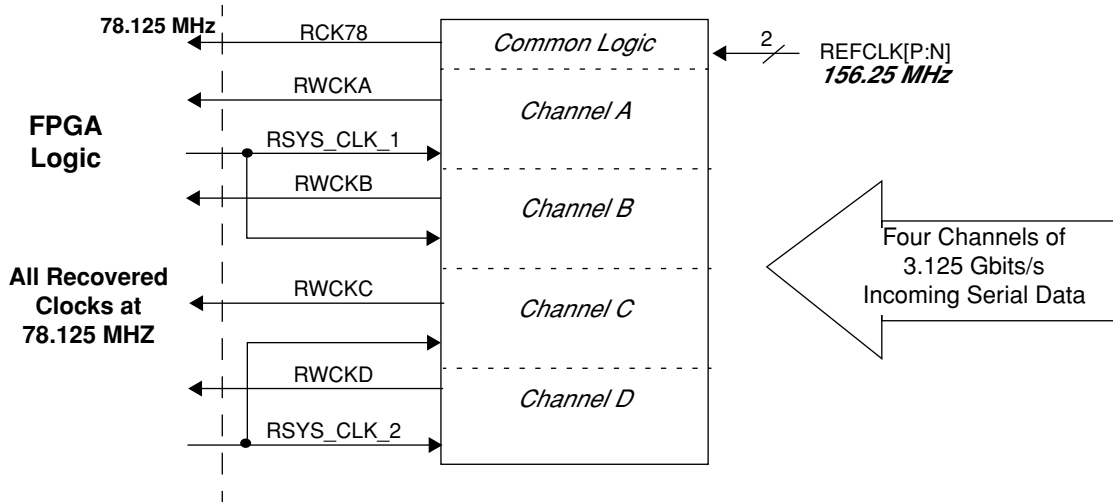 78.125 MHz
RCK78
Common Logic
2
REFCLK[P:N]
156.25 MHz
RWCKA
Channel A
FPGA
Logic
RSYS_CLK_1
RWCKB
Channel B
Four Channels of
3.125 Gbits/s
Incoming Serial Data
All Recovered
Clocks at
78.125 MHZ
RWCKC
Channel C
RWCKD
Channel D
RSYS_CLK_2